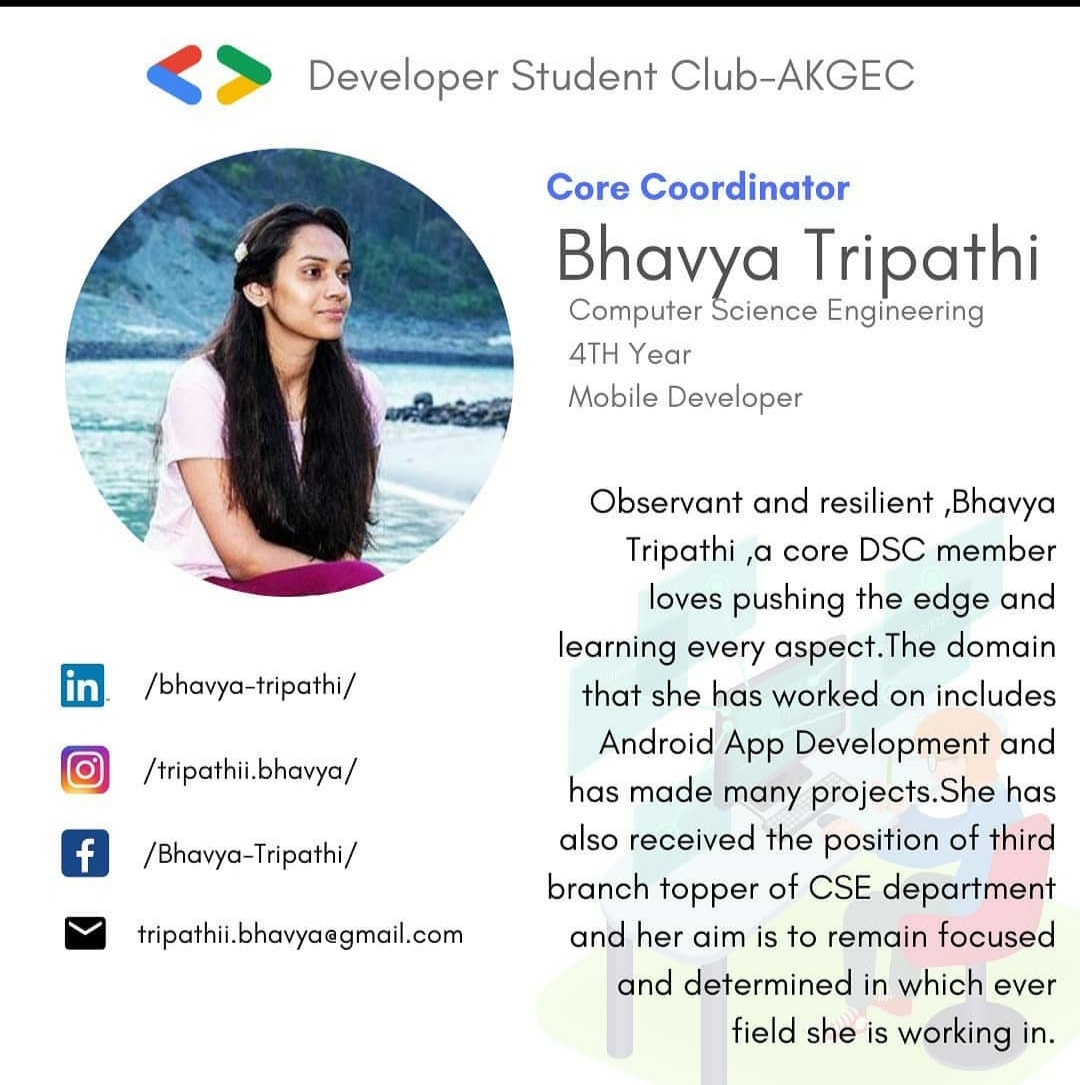 Developer Student Club-AKGEC
Core Coordinator
Bhavya Tripathi
Computer Science Engineering
4TH Year
Mobile Developer
Observant and resilient ,Bhavya
Tripathi ,a core DSC member
loves pushing the edge and
learning every aspect.The domain
that she has worked on includes
Android App Development and
has made many projects.She has
also received the position of third
branch topper of CSE department
and her aim is to remain focused
and determined in which ever
field she is working in.
in /bhavya-tripathi/
/tripathii.bhavya/
f /Bhavya-Tripathi/
tripathii.bhavya@gmail.com